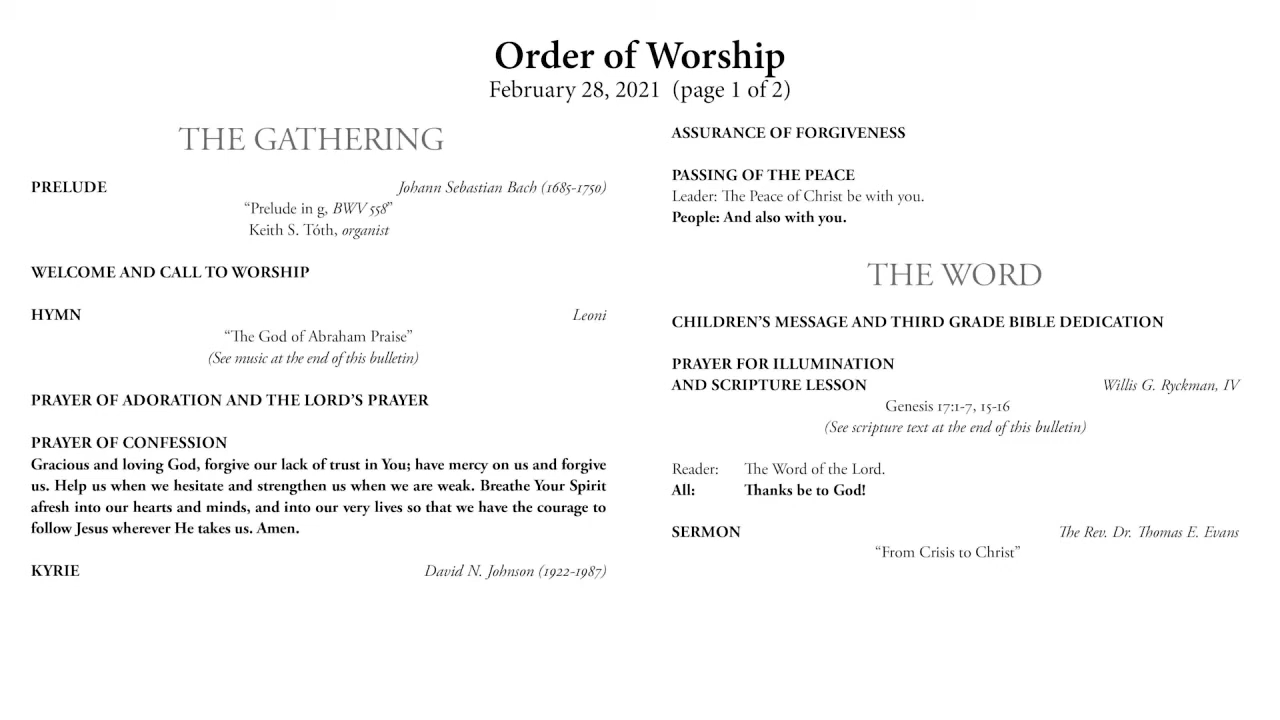 Order of Worship
February 28, 2021 (page 1 of 2)
THE GATHERING
PRELUDE Johann Sebastian Bach (1685-1750)
“Prelude in g, BWV 558”
Keith S. Tóth, organist
WELCOME AND CALL TO WORSHIP
HYMN Leoni
“The God of Abraham Praise”
(See music at the end of this bulletin)
PRAYER OF ADORATION AND THE LORD’S PRAYER
PRAYER OF CONFESSION
Gracious and loving God, forgive our lack of trust in You; have mercy on us and forgive
us. Help us when we hesitate and strengthen us when we are weak. Breathe Your Spirit
afresh into our hearts and minds, and into our very lives so that we have the courage to
follow Jesus wherever He takes us. Amen.
KYRIE David N. Johnson (1922-1987)
ASSURANCE OF FORGIVENESS
PASSING OF THE PEACE
Leader: The Peace of Christ be with you.
People: And also with you.
THE WORD
CHILDREN’S MESSAGE AND THIRD GRADE BIBLE DEDICATION
PRAYER FOR ILLUMINATION
AND SCRIPTURE LESSON Willis G. Ryckman, IV
Genesis 17:1-7, 15-16
(See scripture text at the end of this bulletin)
Reader: The Word of the Lord.
All: Thanks be to God!
SERMON The Rev. Dr. Thomas E. Evans
“From Crisis to Christ”